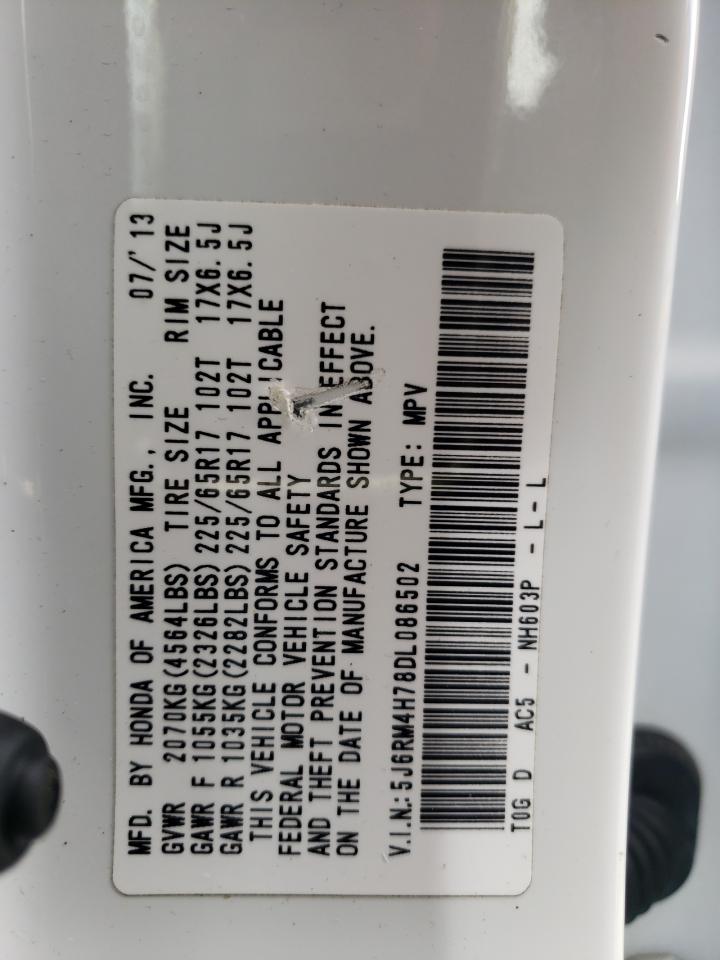 MFD. BY HONDA OF AMERICA MFG., INC. 07/'13
GVWR 2070KG(4564LBS) TIRE SIZE RIM SIZE
GAWR F 1055KG(2326LBS) 225/65R17 102T 17X6.5J
GAWR R 1035KG(2282LBS) 225/65R17 102T 17X6.5J
THIS VEHICLE CONFORMS TO ALL APPLICABLE
FEDERAL MOTOR VEHICLE SAFETY
AND THEFT PREVENTION STANDARDS IN EFFECT
ON THE DATE OF MANUFACTURE SHOWN ABOVE.
V.I.N.: 5J6RM4H78DL086502 TYPE: MPV
T0G D AC5 - NH603P - L - L